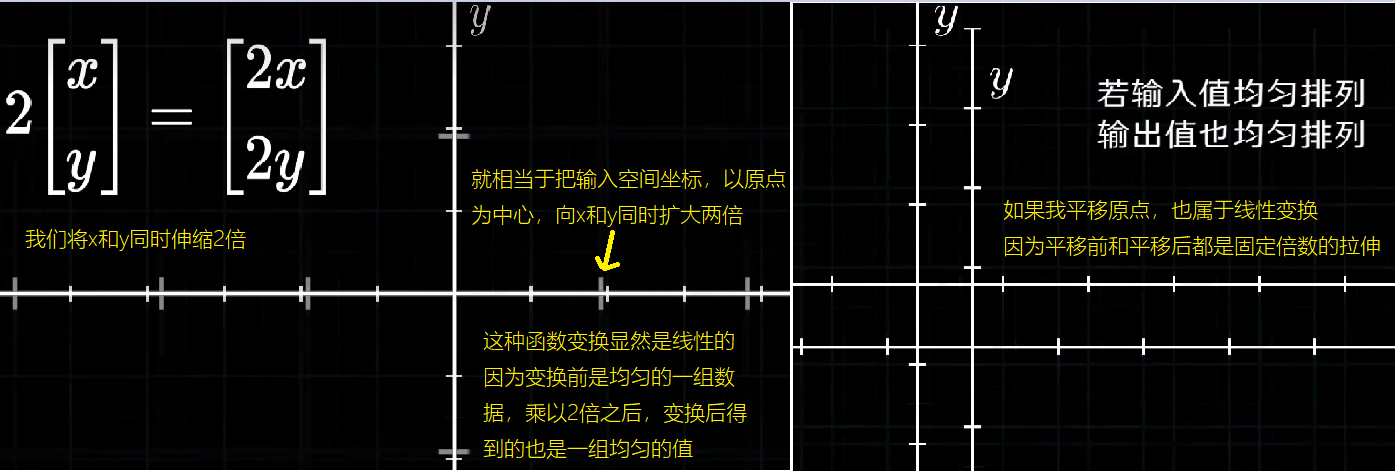 y
2[x y] = [2x 2y]
我们将x和y同时伸缩2倍
就相当于把输入空间坐标，以原点
为中心，向x和y同时扩大两倍
这种函数变换显然是线性的
因为变换前是均匀的一组数
据，乘以2倍之后，变换后得
到的也是一组均匀的值
y
y
若输入值均匀排列
输出值也均匀排列
如果我平移原点，也属于线性变换
因为平移前和平移后都是固定倍数的拉伸